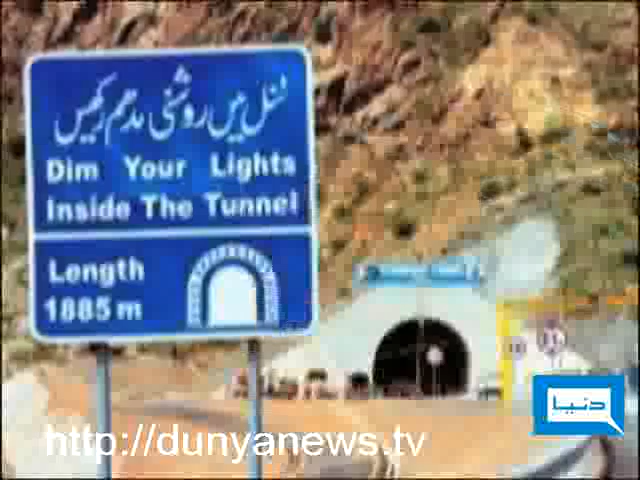 ٹنل میں روشنی مدھم رکھیں
Dim Your Lights
Inside The Tunnel
Length
1885 m
دنیا
http://dunyanews.tv